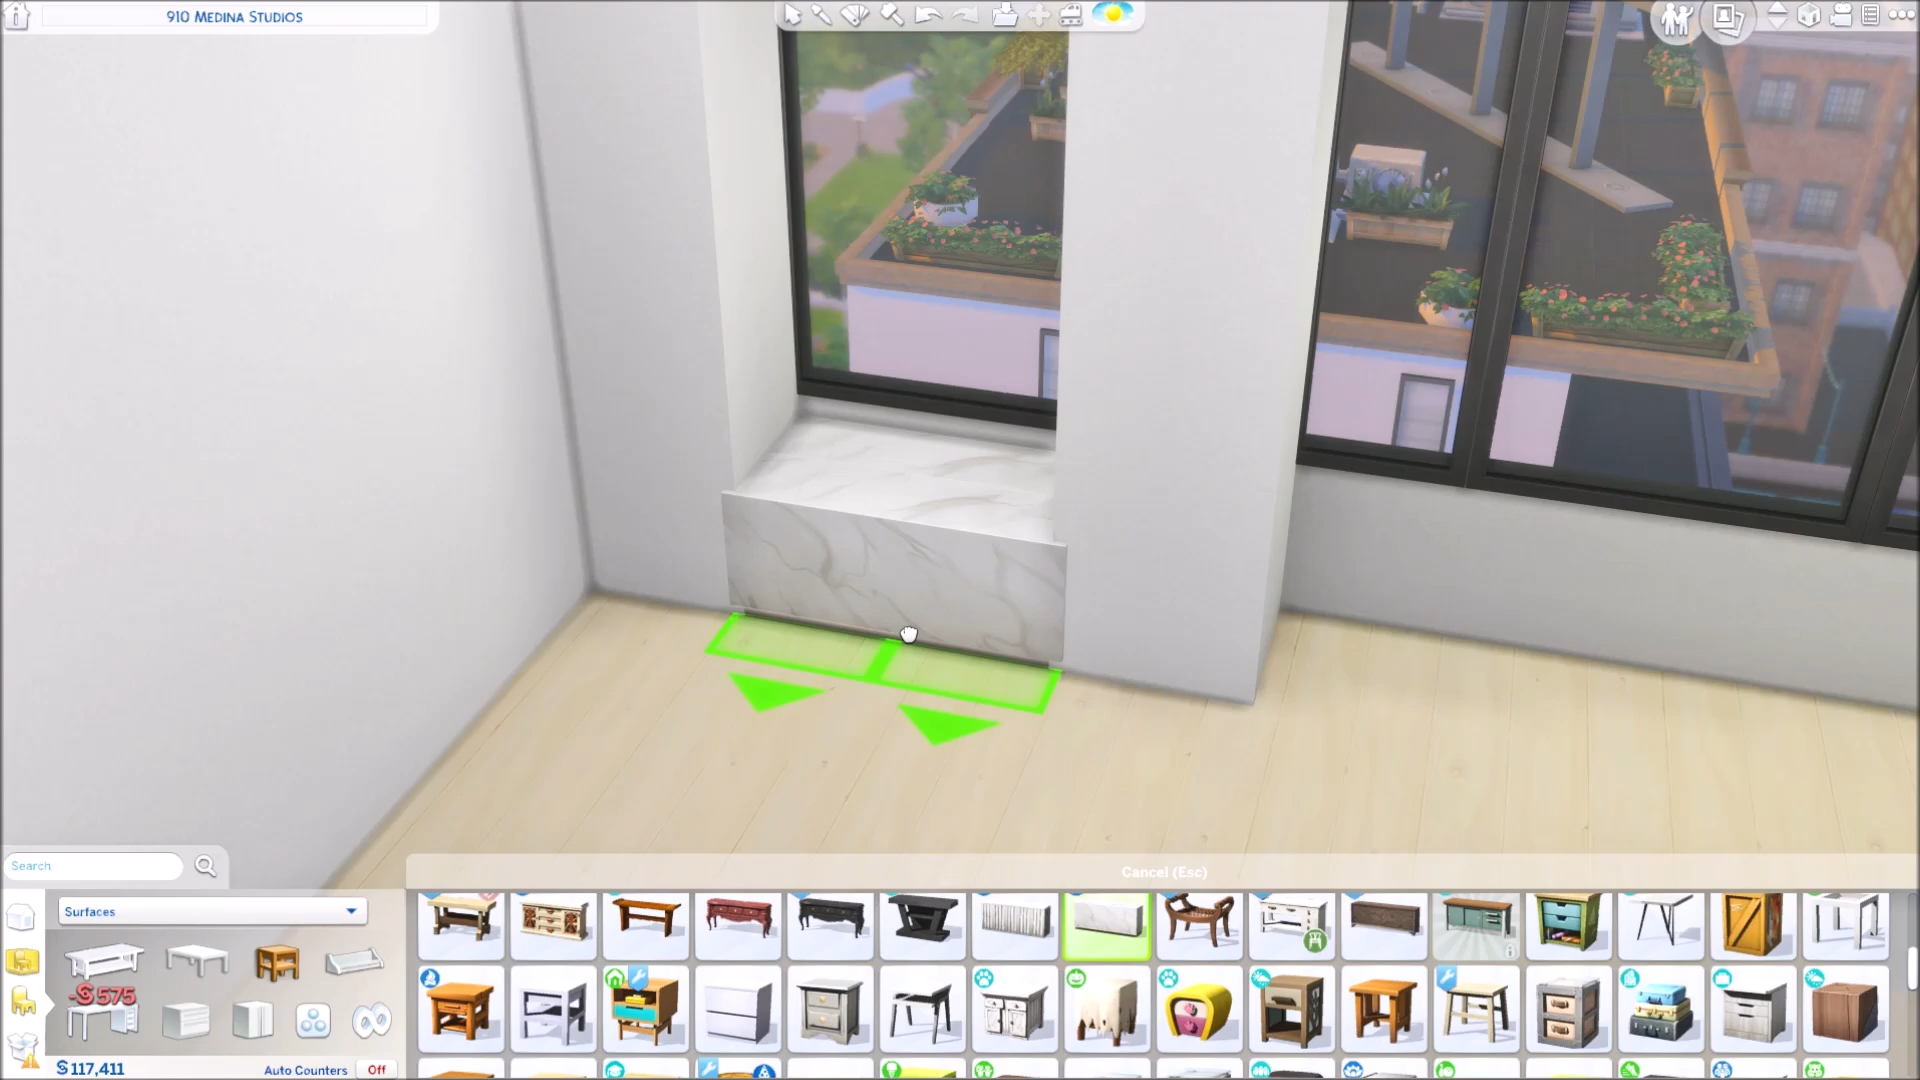 910 MEDINA STUDIOS
Cancel (Esc)
Search
Surfaces
-§575
§117,411
Auto Counters Off